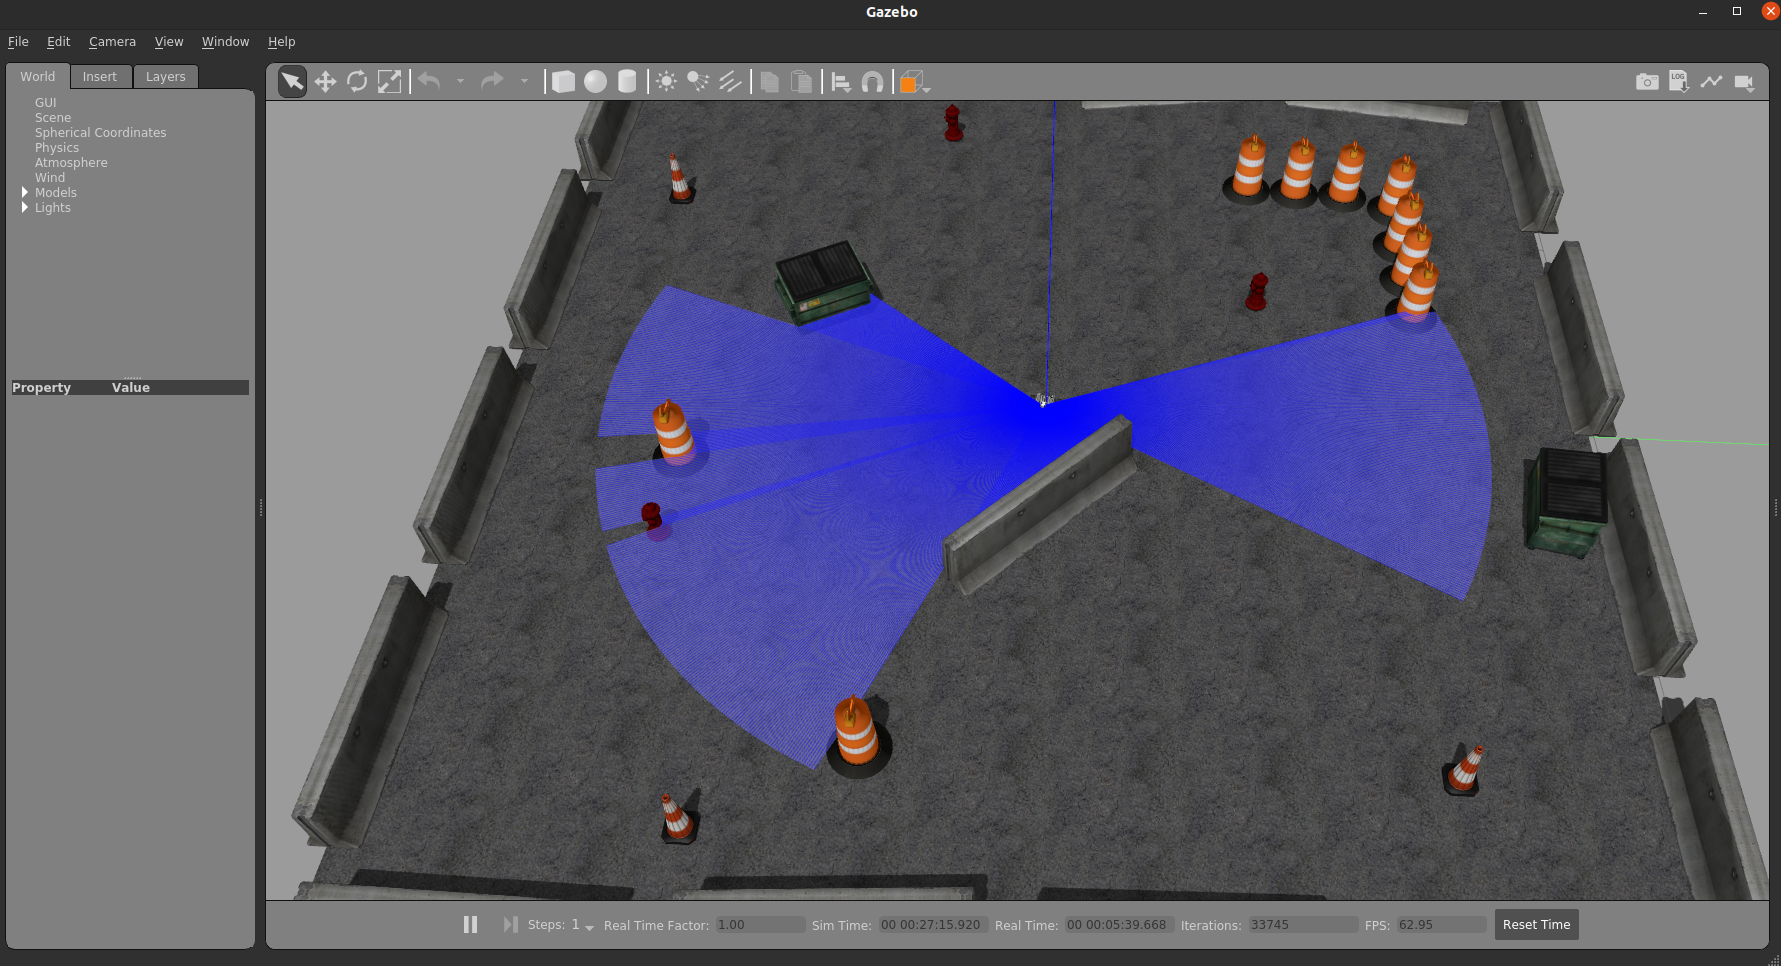 Gazebo
File Edit Camera View Window Help
World Insert Layers
GUI
Scene
Spherical Coordinates
Physics
Atmosphere
Wind
Models
Lights
Property Value
LOG
Steps: 1 Real Time Factor: 1.00 Sim Time: 00 00:27:15.920 Real Time: 00 00:05:39.668 Iterations: 33745 FPS: 62.95 Reset Time